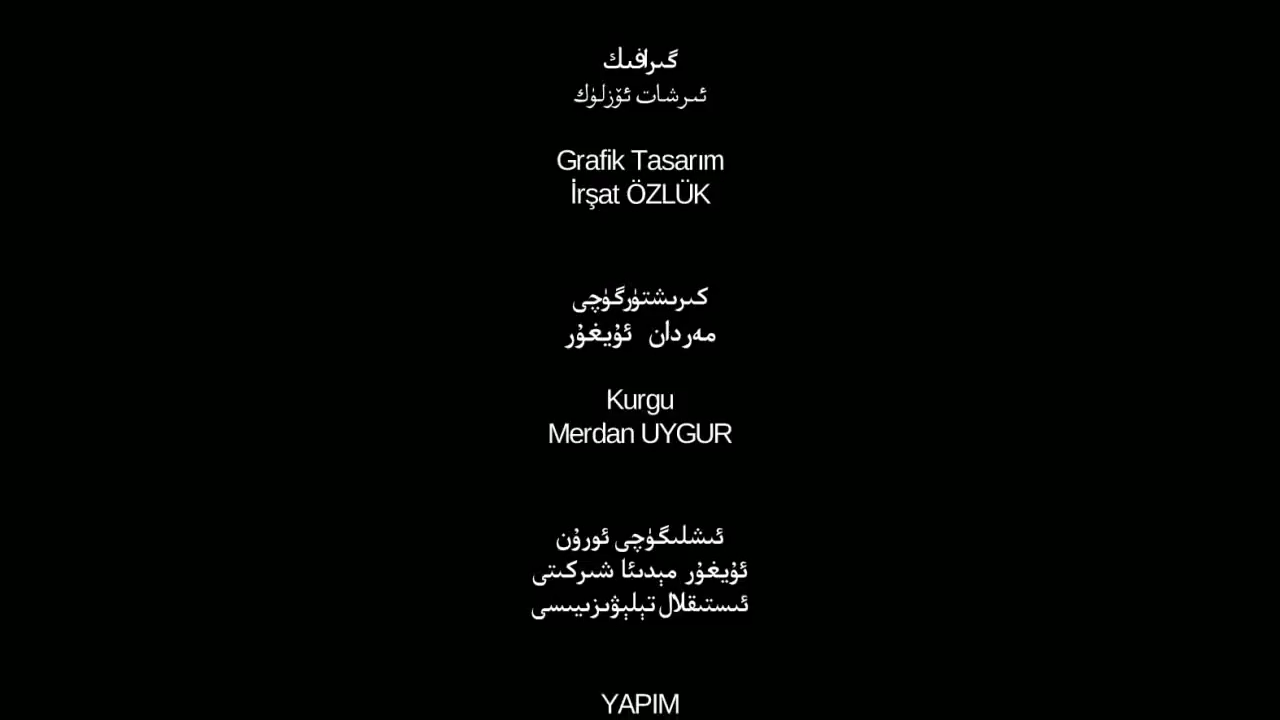 گىرافىك
ئىرشات ئۆزلۈك
Grafik Tasarım
İrşat ÖZLÜK
كىرىشتۈرگۈچى
مەردان ئۇيغۇر
Kurgu
Merdan UYGUR
ئىشلىگۈچى ئورۇن
ئۇيغۇر مېدىئا شىركىتى
ئىستىقلال تېلېۋىزىيىسى
YAPIM